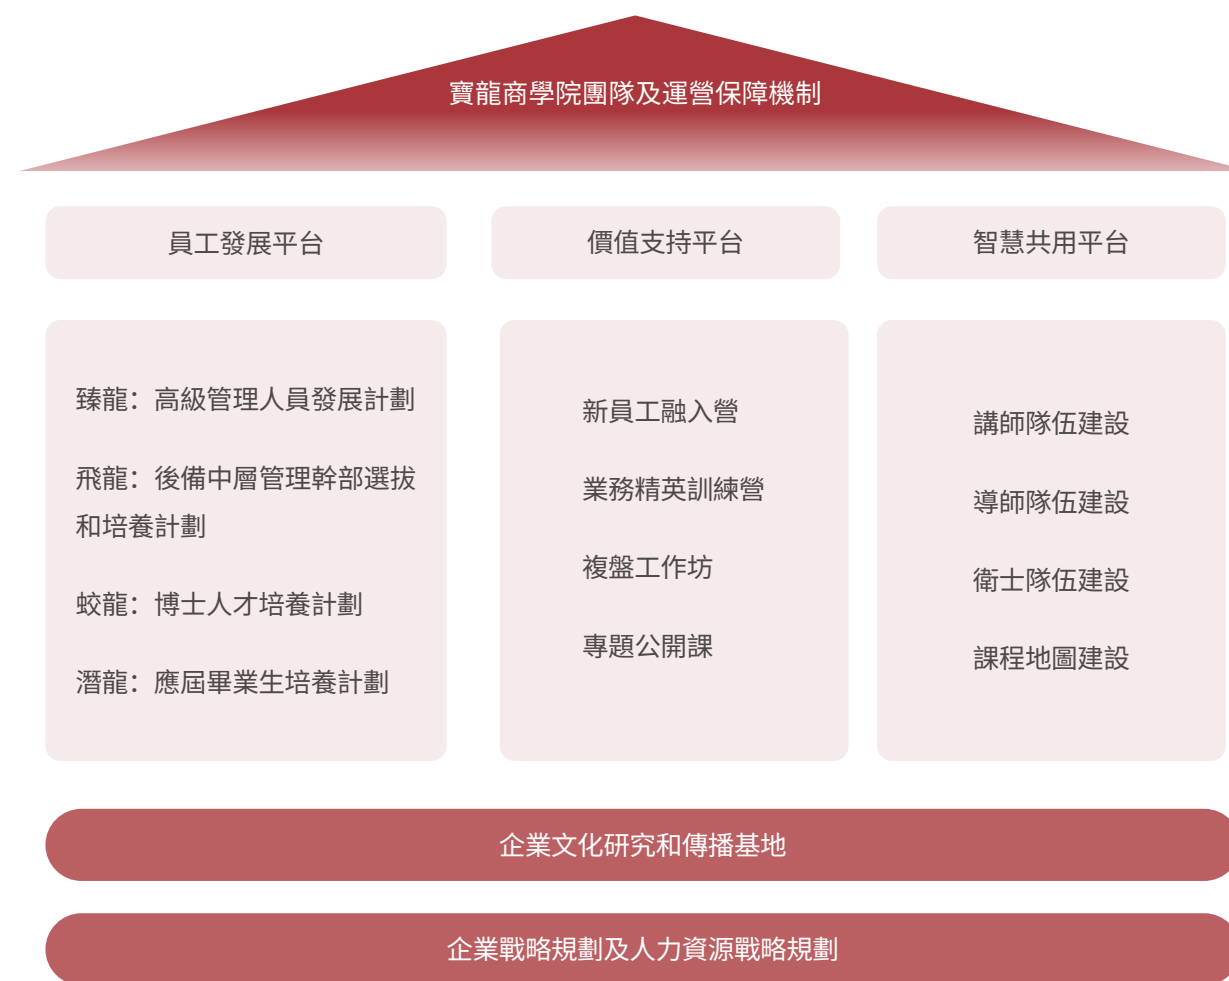 寶龍商學院團隊及運營保障機制
員工發展平台
價值支持平台
智慧共用平台
臻龍：高級管理人員發展計劃
飛龍：後備中層管理幹部選拔
和培養計劃
蛟龍：博士人才培養計劃
潛龍：應屆畢業生培養計劃
新員工融入營
業務精英訓練營
複盤工作坊
專題公開課
講師隊伍建設
導師隊伍建設
衛士隊伍建設
課程地圖建設
企業文化研究和傳播基地
企業戰略規劃及人力資源戰略規劃